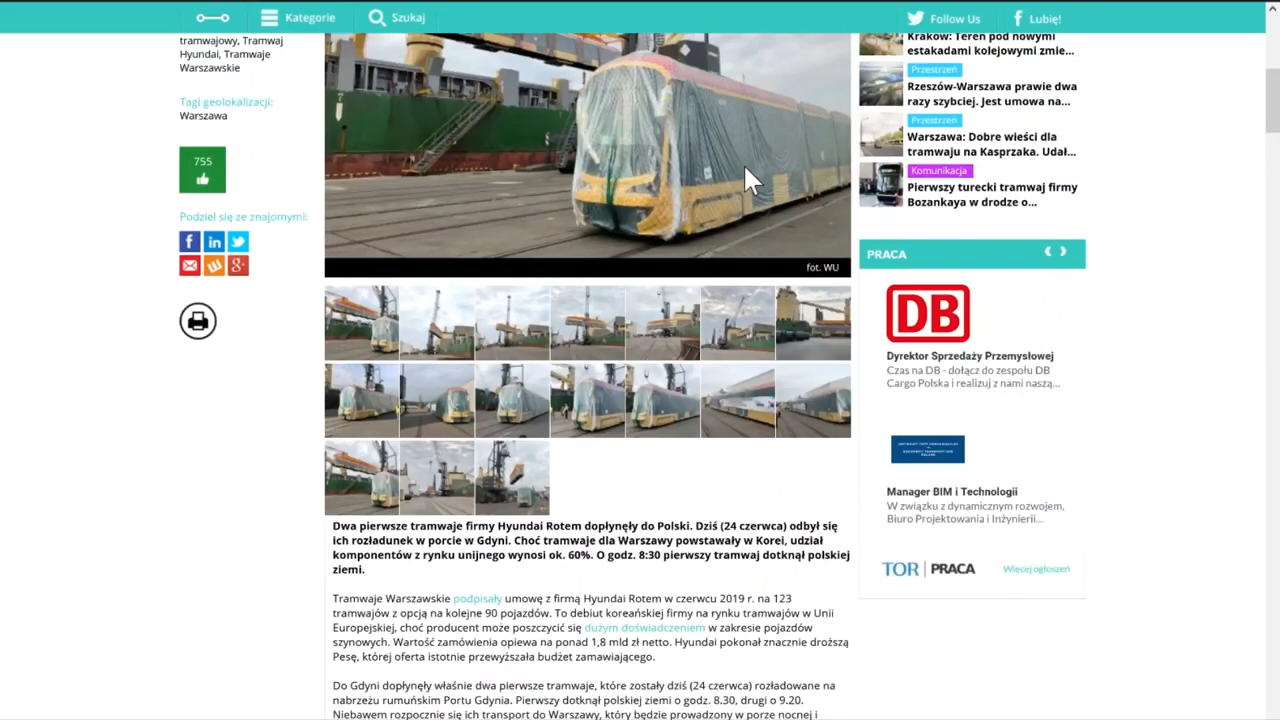 Kategorie
Szukaj
Follow Us
Lubię!
tramwajowy, Tramwaj
Hyundai, Tramwaje
Warszawskie
Tagi geolokalizacji:
Warszawa
755
Podziel się ze znajomymi:
fot. WU
Dwa pierwsze tramwaje firmy Hyundai Rotem dopłynęły do Polski. Dziś (24 czerwca) odbył się
ich rozładunek w porcie w Gdyni. Choć tramwaje dla Warszawy powstawały w Korei, udział
komponentów z rynku unijnego wynosi ok. 60%. O godz. 8:30 pierwszy tramwaj dotknął polskiej
ziemi.
Tramwaje Warszawskie podpisały umowę z firmą Hyundai Rotem w czerwcu 2019 r. na 123
tramwajów z opcją na kolejne 90 pojazdów. To debiut koreańskiej firmy na rynku tramwajów w Unii
Europejskiej, choć producent może poszczycić się dużym doświadczeniem w zakresie pojazdów
szynowych. Wartość zamówienia opiewa na ponad 1,8 mld zł netto. Hyundai pokonał znacznie droższą
Pesę, której oferta istotnie przewyższała budżet zamawiającego.
Do Gdyni dopłynęły właśnie dwa pierwsze tramwaje, które zostały dziś (24 czerwca) rozładowane na
nabrzeżu rumuńskim Portu Gdynia. Pierwszy dotknął polskiej ziemi o godz. 8.30, drugi o 9.20.
Niebawem rozpocznie się ich transport do Warszawy, który będzie prowadzony w porze nocnej i
Kraków: Teren pod nowymi
estakadami kolejowymi zmie...
Przestrzeń
Rzeszów-Warszawa prawie dwa
razy szybciej. Jest umowa na...
Przestrzeń
Warszawa: Dobre wieści dla
tramwaju na Kasprzaka. Udał...
Komunikacja
Pierwszy turecki tramwaj firmy
Bozankaya w drodze o...
PRACA
DB
Dyrektor Sprzedaży Przemysłowej
Czas na DB - dołącz do zespołu DB
Cargo Polska i realizuj z nami naszą...
Manager BIM i Technologii
W związku z dynamicznym rozwojem,
Biuro Projektowania i Inżynierii...
TOR | PRACA
Więcej ogłoszeń